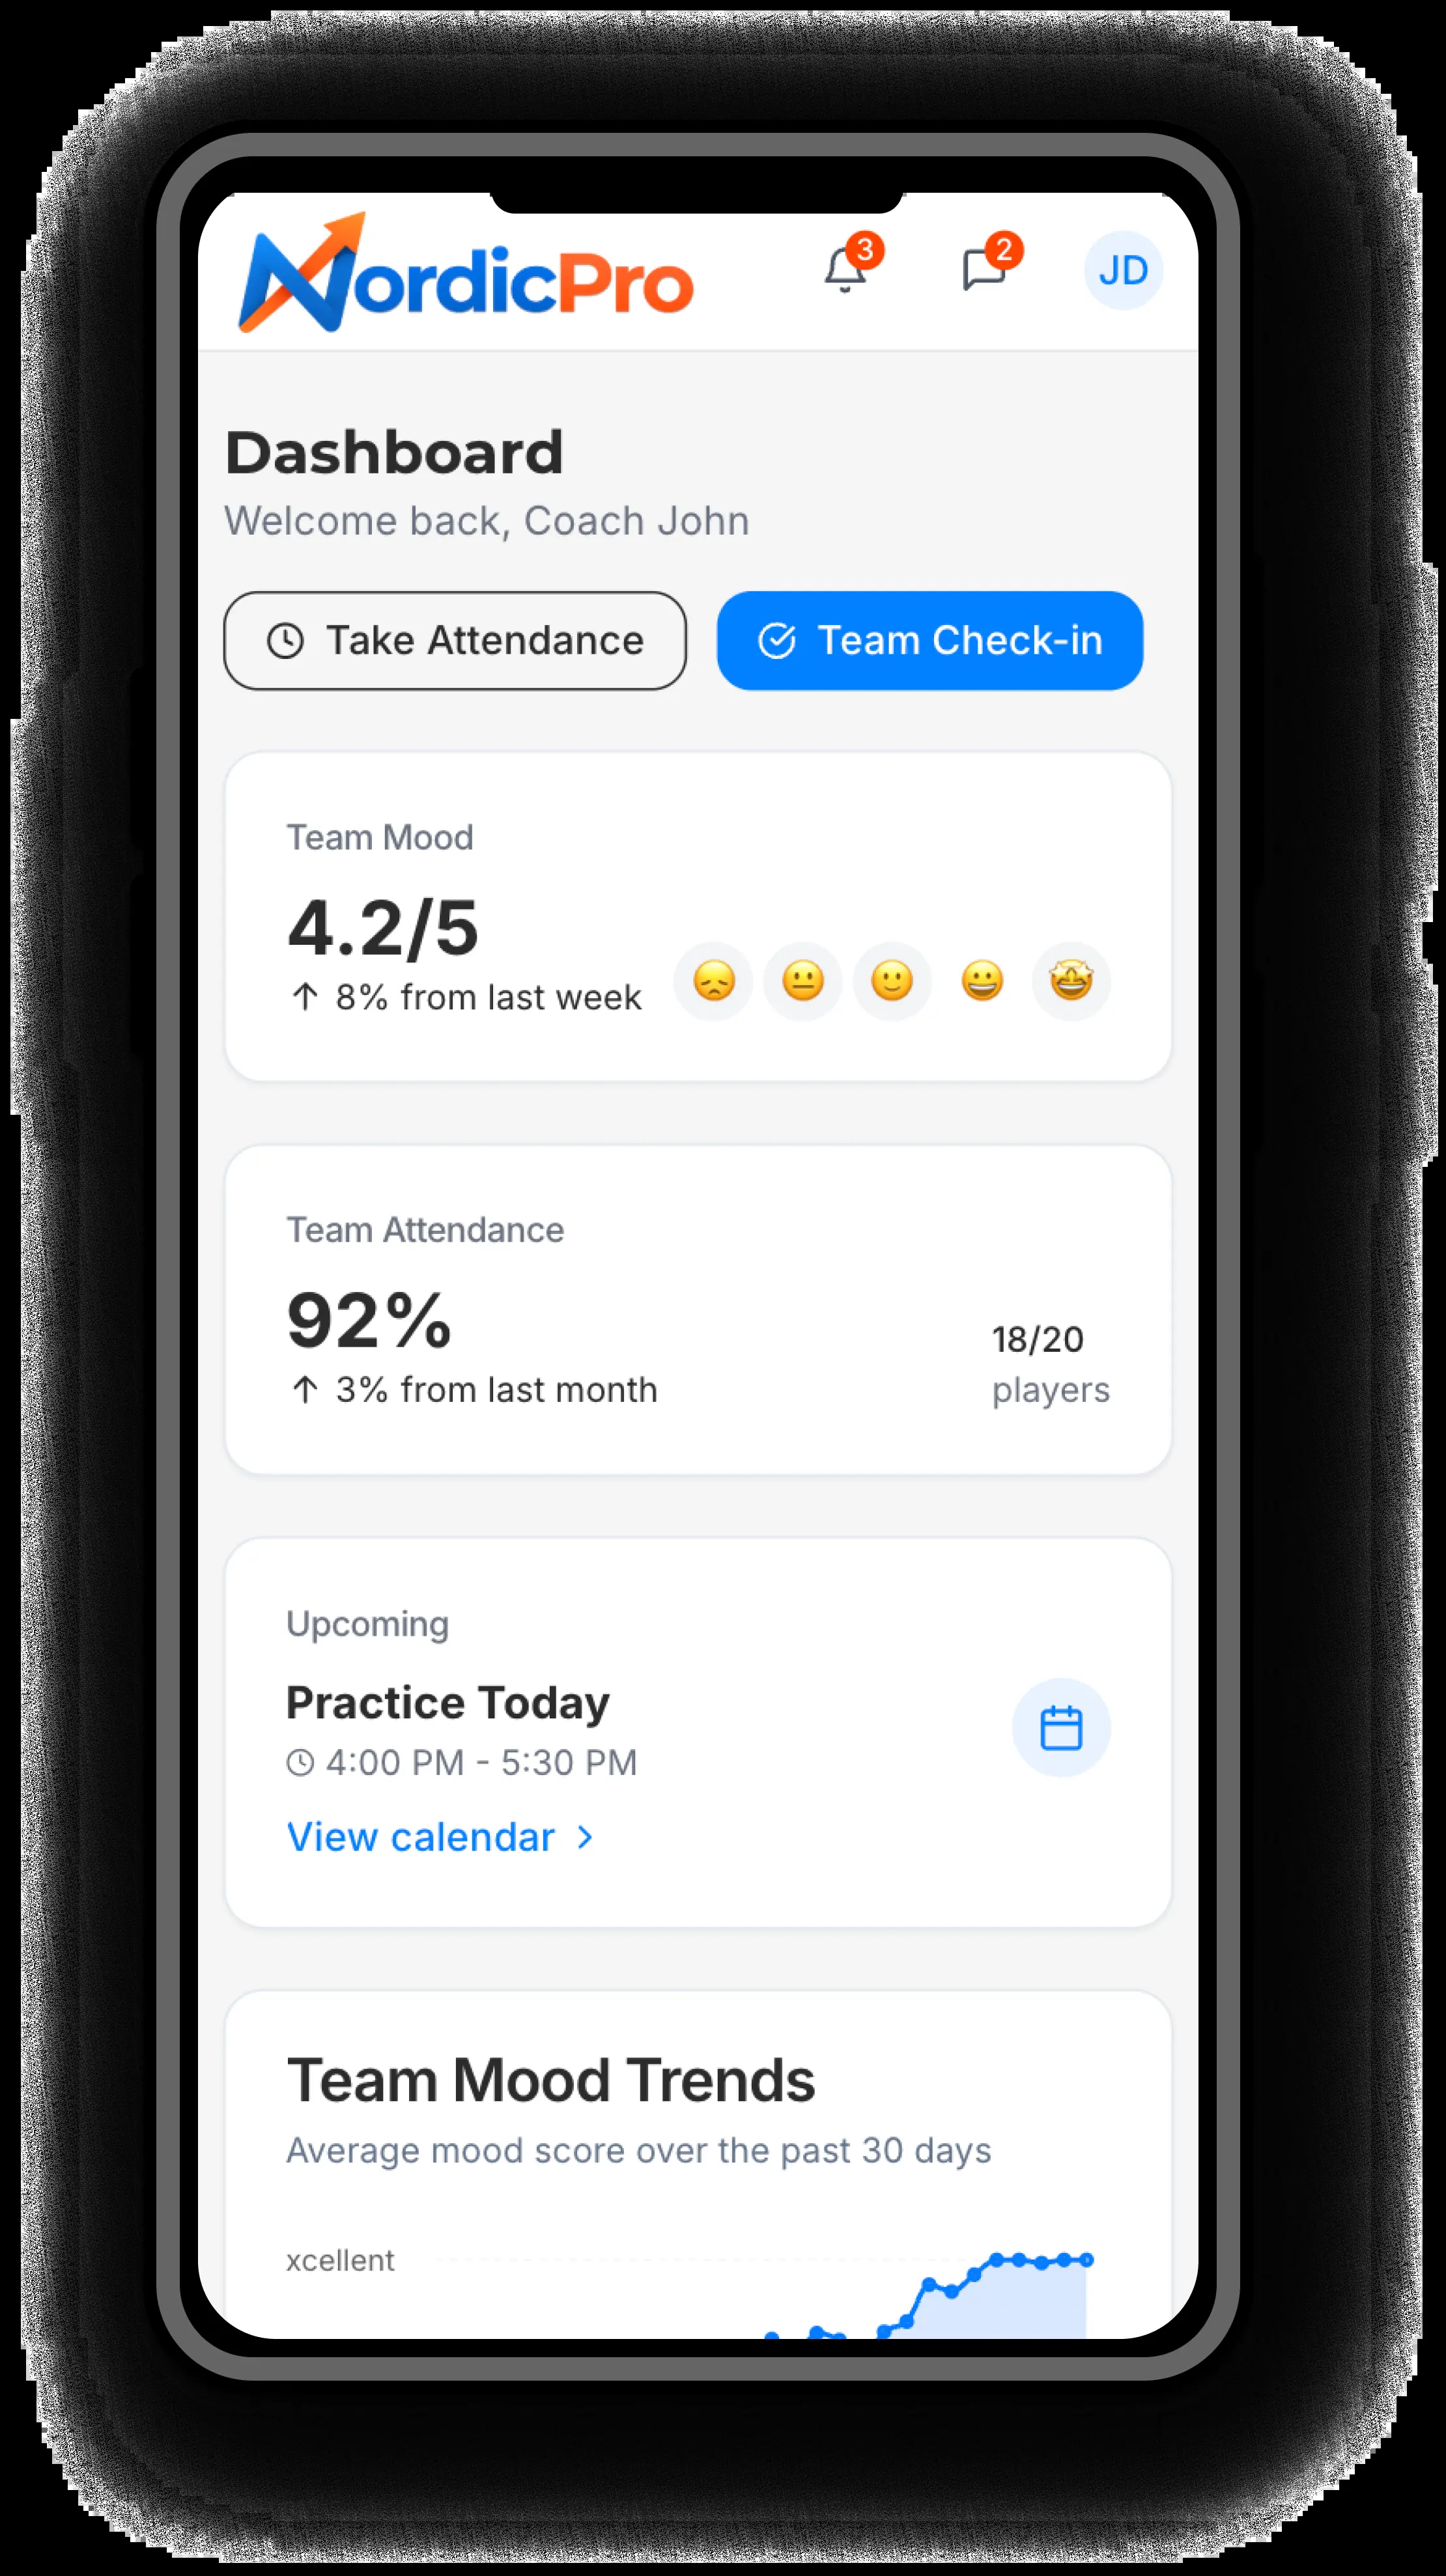 NordicPro
3
2
JD
Dashboard
Welcome back, Coach John
Take Attendance
Team Check-in
Team Mood
4.2/5
↑ 8% from last week
Team Attendance
92%
↑ 3% from last month
18/20
players
Upcoming
Practice Today
4:00 PM - 5:30 PM
View calendar >
Team Mood Trends
Average mood score over the past 30 days
xcellent